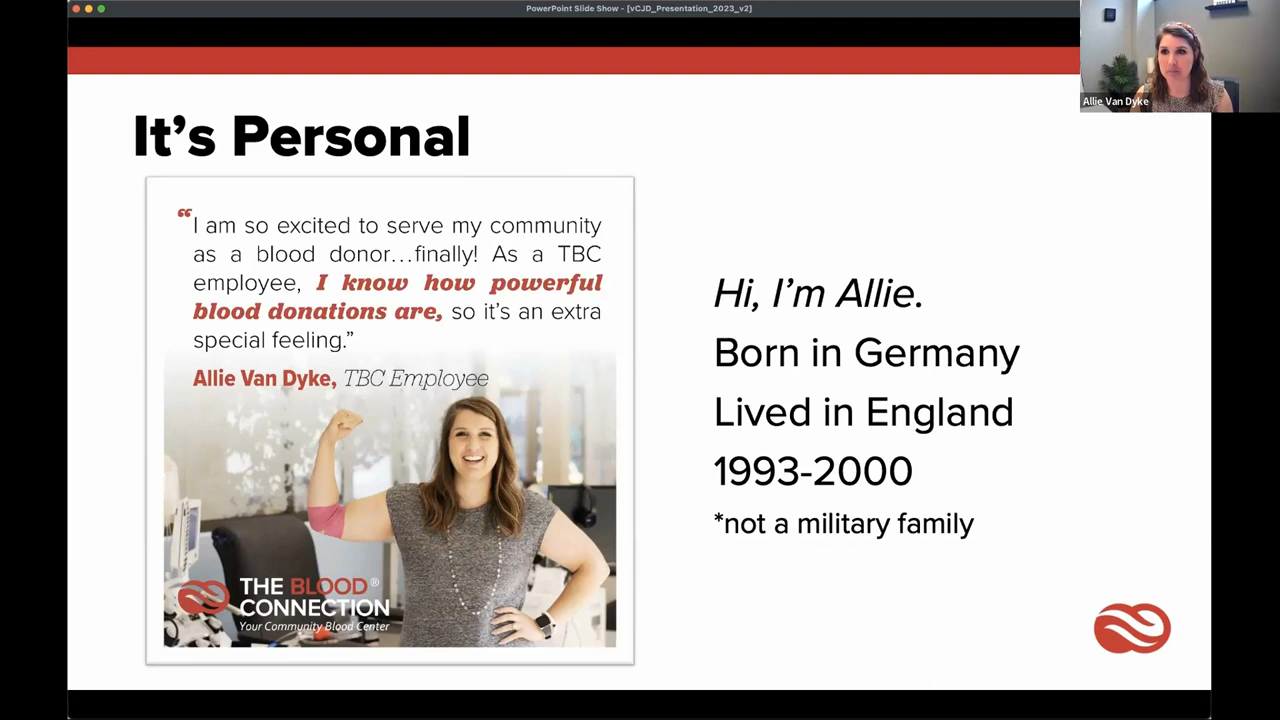 PowerPoint Slide Show - [vCJD_Presentation_2023_v2]
Allie Van Dyke
It's Personal
“I am so excited to serve my community
as a blood donor...finally! As a TBC
employee, I know how powerful
blood donations are, so it's an extra
special feeling.”
Allie Van Dyke, TBC Employee
THE BLOOD®
CONNECTION
Your Community Blood Center
Hi, I'm Allie.
Born in Germany
Lived in England
1993-2000
*not a military family